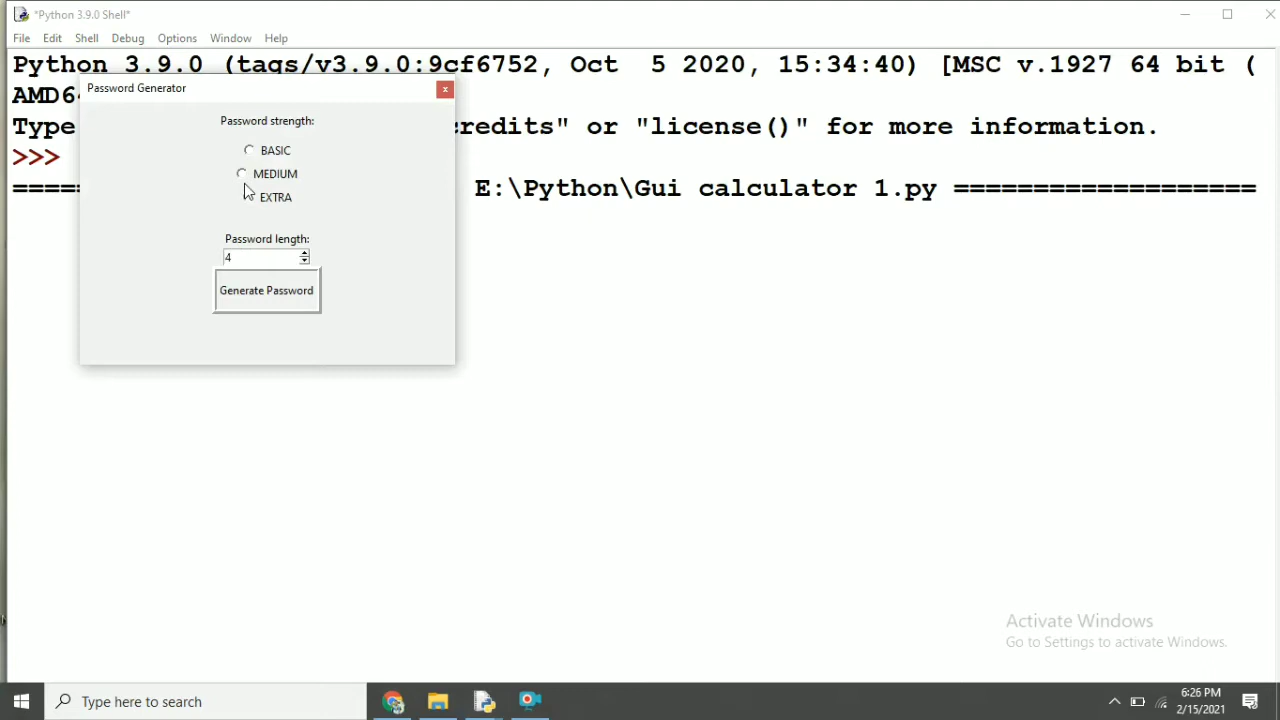 *Python 3.9.0 Shell*
File Edit Shell Debug Options Window Help
Python 3.9.0 (tags/v3.9.0:9cf6752, Oct 5 2020, 15:34:40) [MSC v.1927 64 bit (
AMD6
Type credits" or "license()" for more information.
>>>
===== E:\Python\Gui calculator 1.py ===================
Password Generator
x
Password strength:
BASIC
MEDIUM
EXTRA
Password length:
4
Generate Password
Activate Windows
Go to Settings to activate Windows.
Type here to search
6:26 PM
2/15/2021